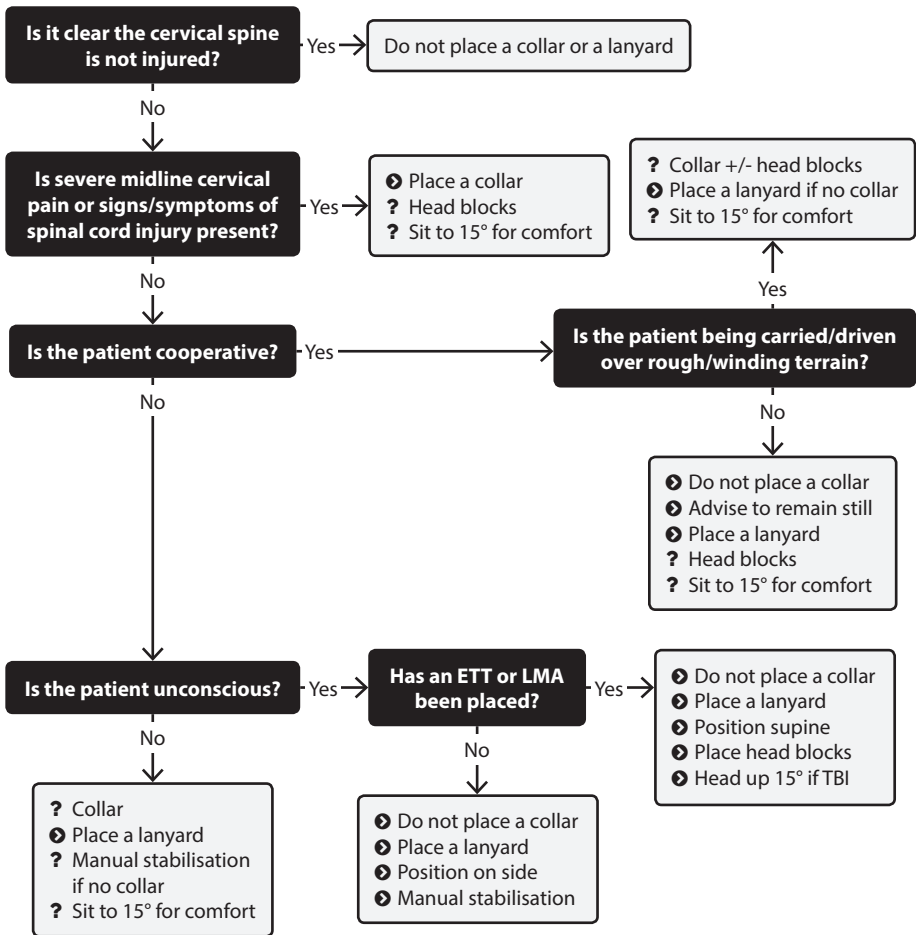 Is it clear the cervical spine
is not injured?
Yes
Do not place a collar or a lanyard
No
Is severe midline cervical
pain or signs/symptoms of
spinal cord injury present?
Yes
Place a collar
? Head blocks
? Sit to 15° for comfort
No
Is the patient cooperative?
Yes
Is the patient being carried/driven
over rough/winding terrain?
Yes
? Collar +/- head blocks
Place a lanyard if no collar
? Sit to 15° for comfort
No
Do not place a collar
Advise to remain still
Place a lanyard
? Head blocks
? Sit to 15° for comfort
No
Is the patient unconscious?
Yes
Has an ETT or LMA
been placed?
Yes
Do not place a collar
Place a lanyard
Position supine
Place head blocks
Head up 15° if TBI
No
Do not place a collar
Place a lanyard
Position on side
Manual stabilisation
No
? Collar
Place a lanyard
? Manual stabilisation
if no collar
? Sit to 15° for comfort